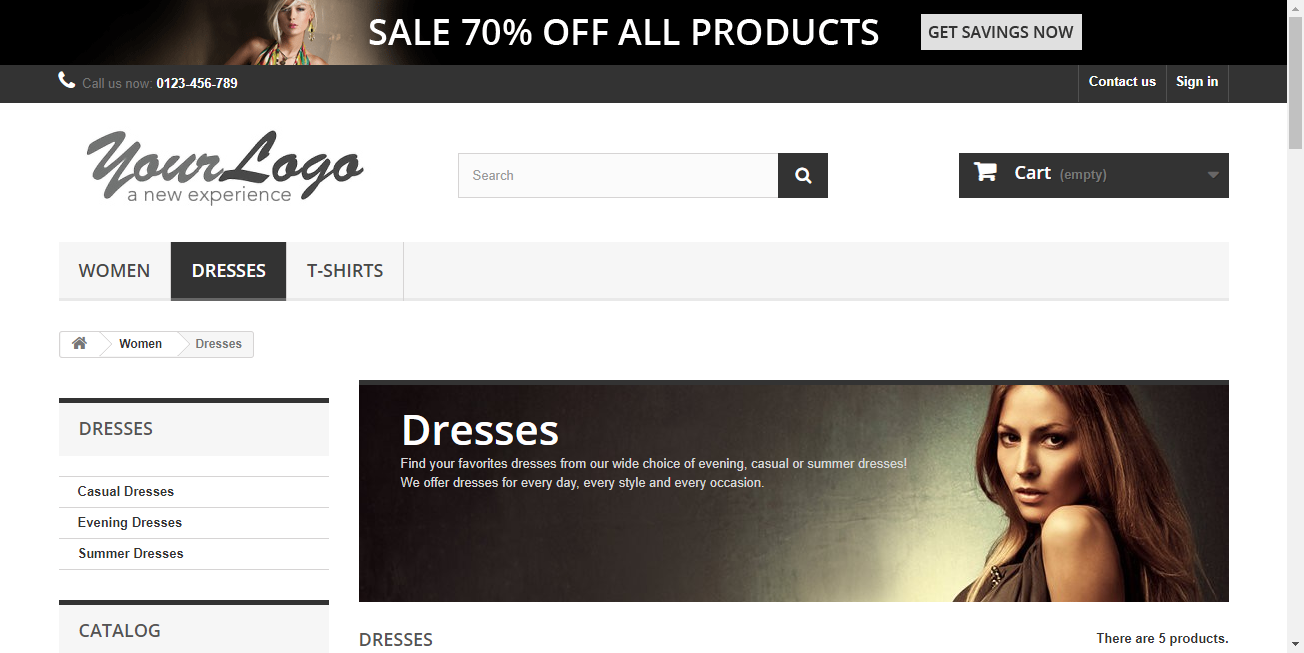 SALE 70% OFF ALL PRODUCTS GET SAVINGS NOW
Call us now: 0123-456-789 Contact us Sign in
Your Logo
a new experience
Search
Cart (empty)
WOMEN DRESSES T-SHIRTS
Women Dresses
DRESSES
Casual Dresses
Evening Dresses
Summer Dresses
CATALOG
Dresses
Find your favorites dresses from our wide choice of evening, casual or summer dresses!
We offer dresses for every day, every style and every occasion.
DRESSES There are 5 products.